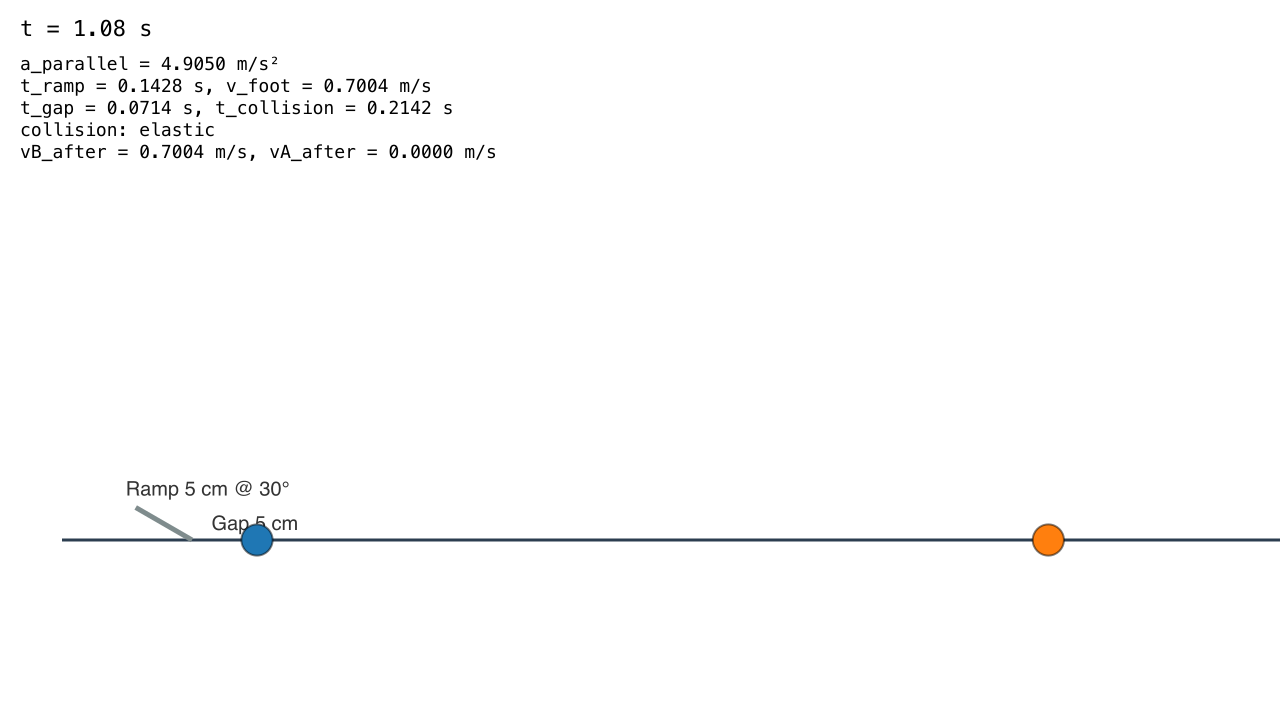 t = 1.08 s
a_parallel = 4.9050 m/s²
t_ramp = 0.1428 s, v_foot = 0.7004 m/s
t_gap = 0.0714 s, t_collision = 0.2142 s
collision: elastic
vB_after = 0.7004 m/s, vA_after = 0.0000 m/s
Ramp 5 cm @ 30°
Gap 5 cm